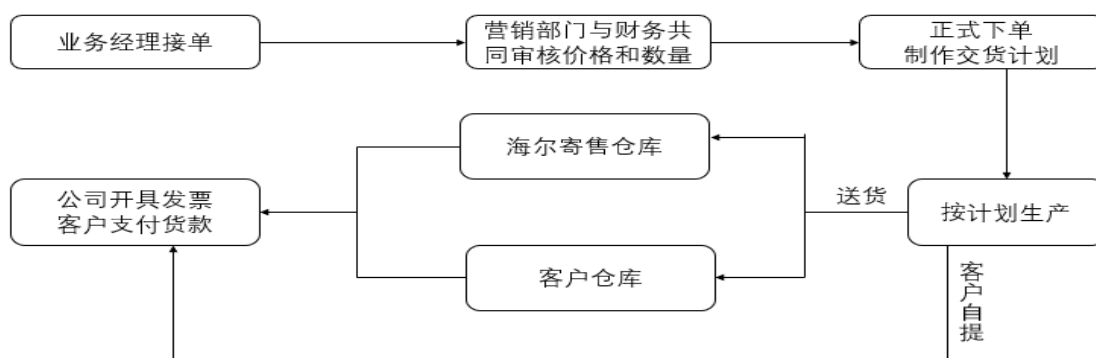 业务经理接单
营销部门与财务共
同审核价格和数量
正式下单
制作交货计划
海尔寄售仓库
公司开具发票
客户支付货款
送货
按计划生产
客户仓库
客户自提